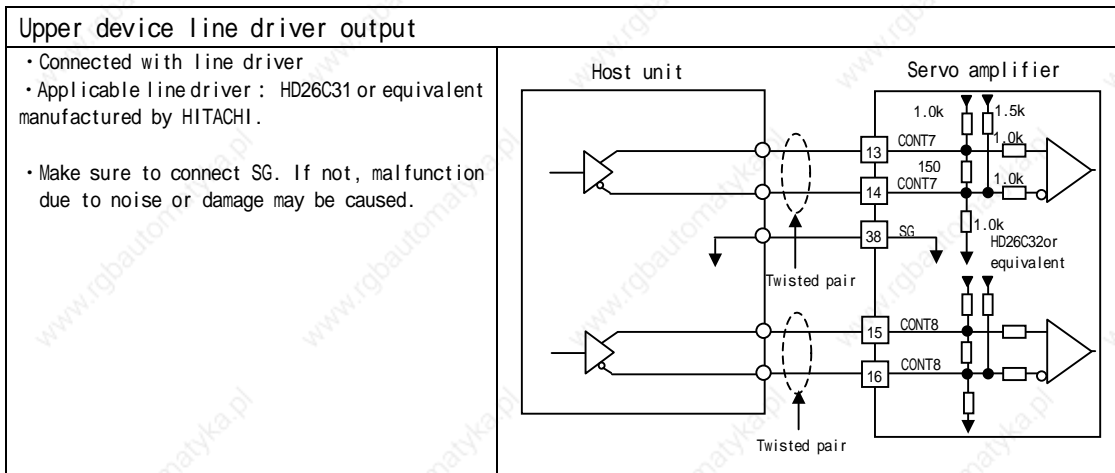 Upper device line driver output
・Connected with line driver
・Applicable line driver : HD26C31 or equivalent
manufactured by HITACHI.
・Make sure to connect SG. If not, malfunction
due to noise or damage may be caused.
Host unit
Servo amplifier
1.0k
1.5k
13
CONT7
1.0k
150
14
CONT7
1.0k
38
SG
1.0k
HD26C32or
equivalent
Twisted pair
15
CONT8
16
CONT8
Twisted pair
www.rgbautomatyka.pl